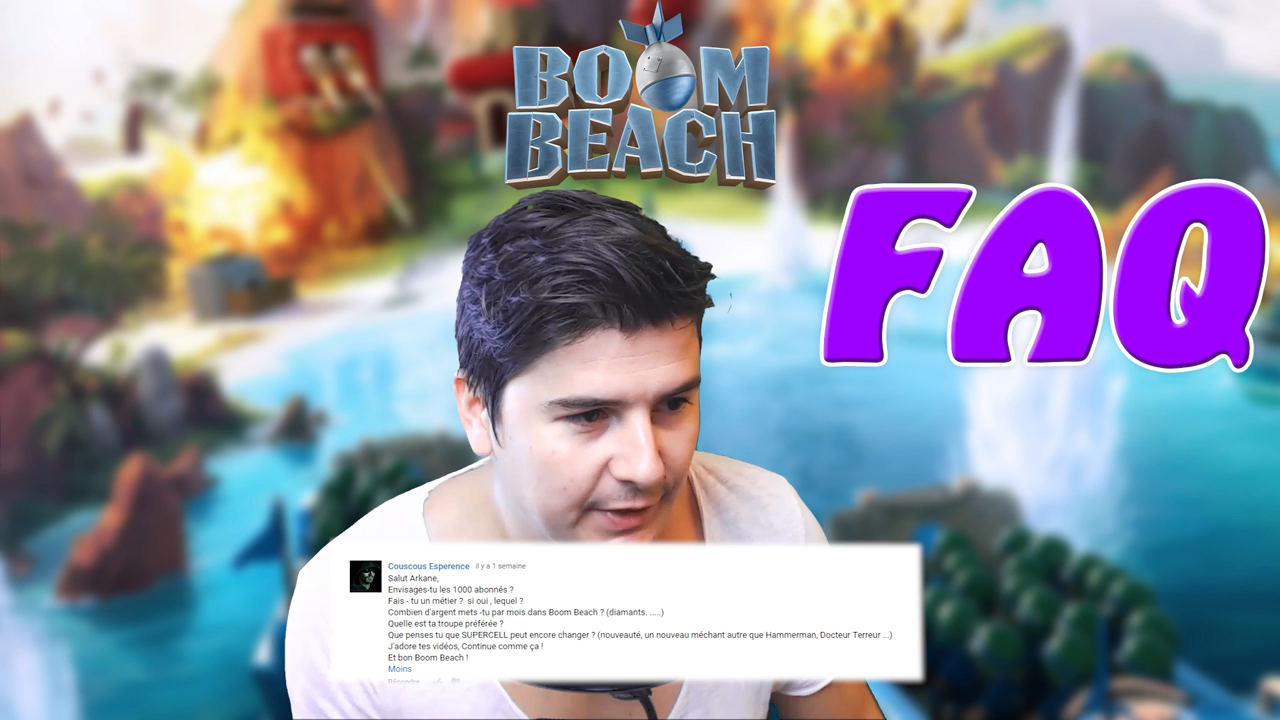 BOOM
BEACH
FAQ
Couscous Esperence il y a 1 semaine
Salut Arkane,
Envisages-tu les 1000 abonnés ?
Fais - tu un métier ? si oui , lequel ?
Combien d'argent mets -tu par mois dans Boom Beach ? (diamants. .....)
Quelle est ta troupe préférée ?
Que penses tu que SUPERCELL peut encore changer ? (nouveauté, un nouveau méchant autre que Hammerman, Docteur Terreur ...)
J'adore tes vidéos, Continue comme ça !
Et bon Boom Beach !
Moins
Répondre